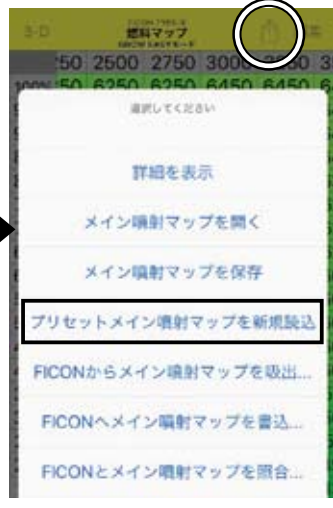 3-D
燃料マップ
:50 2500 2750 3000 3
100% :50 6250 6250 6450 6450 6
選択してください
詳細を表示
メイン噴射マップを開く
メイン噴射マップを保存
プリセットメイン噴射マップを新規読込
FICONからメイン噴射マップを吸出...
FICONへメイン噴射マップを書込...
FICONとメイン噴射マップを照合...